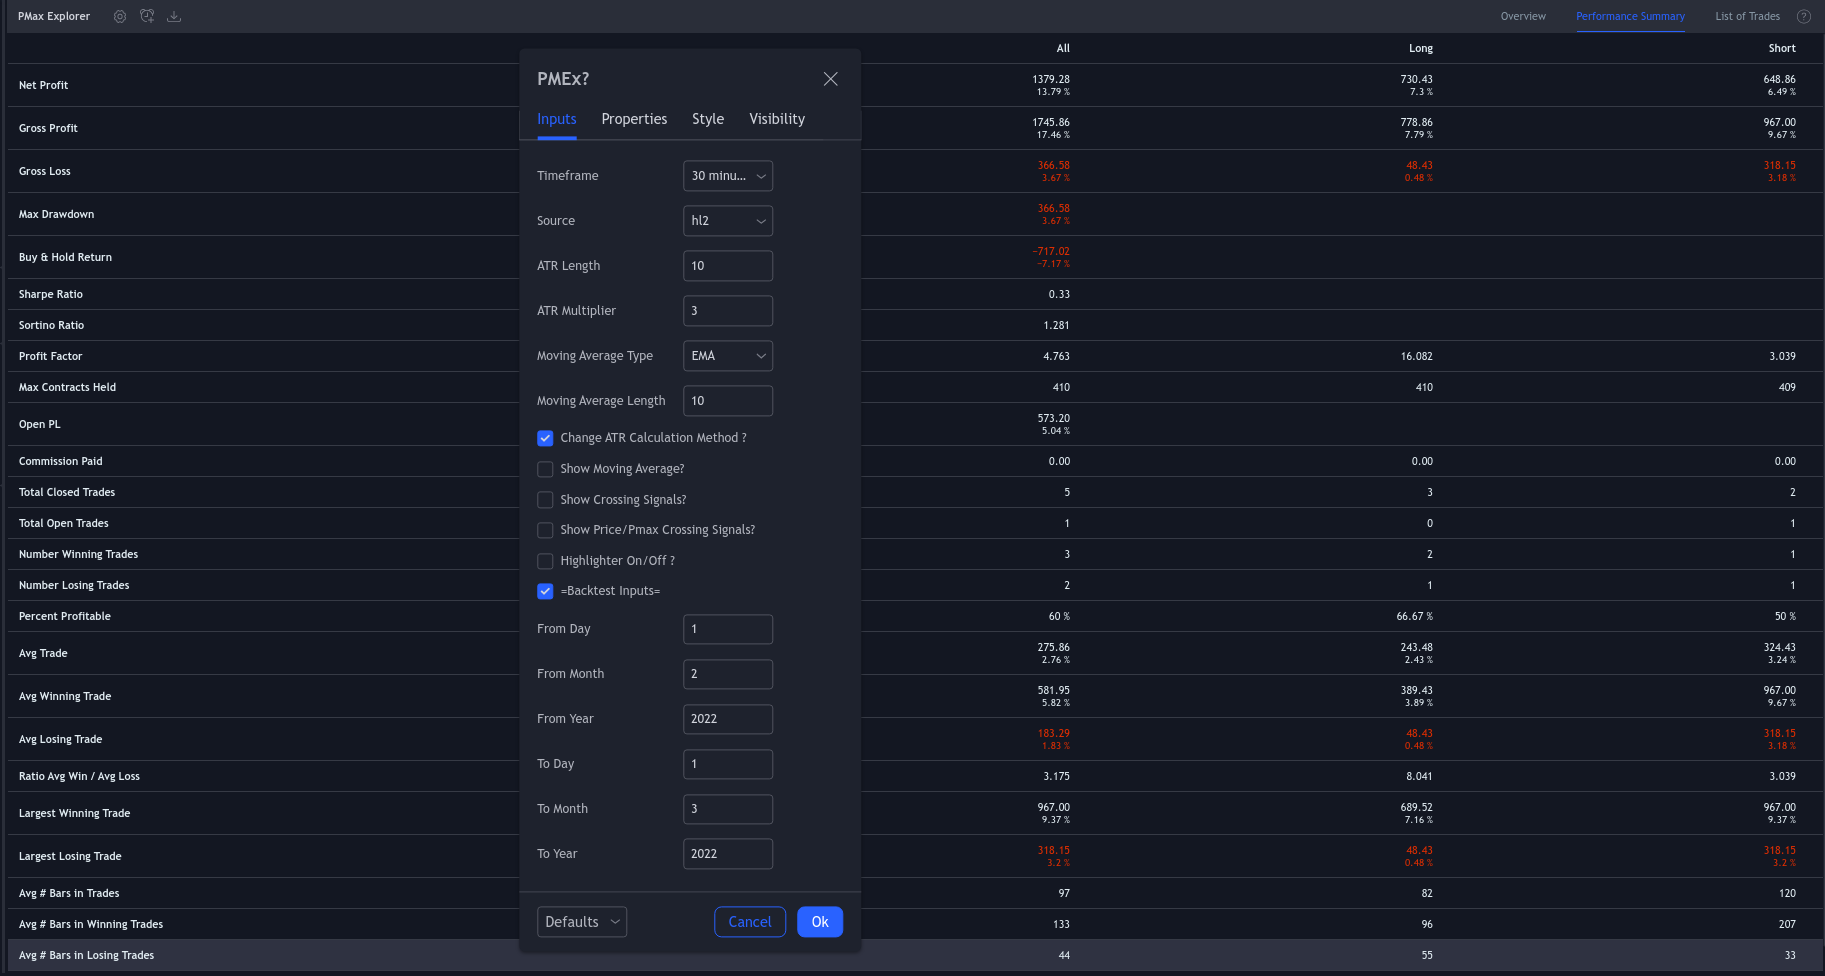 PMax Explorer
Overview Performance Summary List of Trades ?
All Long Short
Net Profit 1379.28 730.43 648.86
13.79 % 7.3 % 6.49 %
Gross Profit 1745.86 778.86 967.00
17.46 % 7.79 % 9.67 %
Gross Loss 366.58 48.43 318.15
3.67 % 0.48 % 3.18 %
Max Drawdown 366.58
3.67 %
Buy & Hold Return −717.02
−7.17 %
Sharpe Ratio 0.33
Sortino Ratio 1.281
Profit Factor 4.763 16.082 3.039
Max Contracts Held 410 410 409
Open PL 573.20
5.04 %
Commission Paid 0.00 0.00 0.00
Total Closed Trades 5 3 2
Total Open Trades 1 0 1
Number Winning Trades 3 2 1
Number Losing Trades 2 1 1
Percent Profitable 60 % 66.67 % 50 %
Avg Trade 275.86 243.48 324.43
2.76 % 2.43 % 3.24 %
Avg Winning Trade 581.95 389.43 967.00
5.82 % 3.89 % 9.67 %
Avg Losing Trade 183.29 48.43 318.15
1.83 % 0.48 % 3.18 %
Ratio Avg Win / Avg Loss 3.175 8.041 3.039
Largest Winning Trade 967.00 689.52 967.00
9.37 % 7.16 % 9.37 %
Largest Losing Trade 318.15 48.43 318.15
3.2 % 0.48 % 3.2 %
Avg # Bars in Trades 97 82 120
Avg # Bars in Winning Trades 133 96 207
Avg # Bars in Losing Trades 44 55 33
PMEx?
Inputs Properties Style Visibility
Timeframe 30 minu...
Source hl2
ATR Length 10
ATR Multiplier 3
Moving Average Type EMA
Moving Average Length 10
Change ATR Calculation Method ?
Show Moving Average?
Show Crossing Signals?
Show Price/Pmax Crossing Signals?
Highlighter On/Off ?
=Backtest Inputs=
From Day 1
From Month 2
From Year 2022
To Day 1
To Month 3
To Year 2022
Defaults Cancel Ok